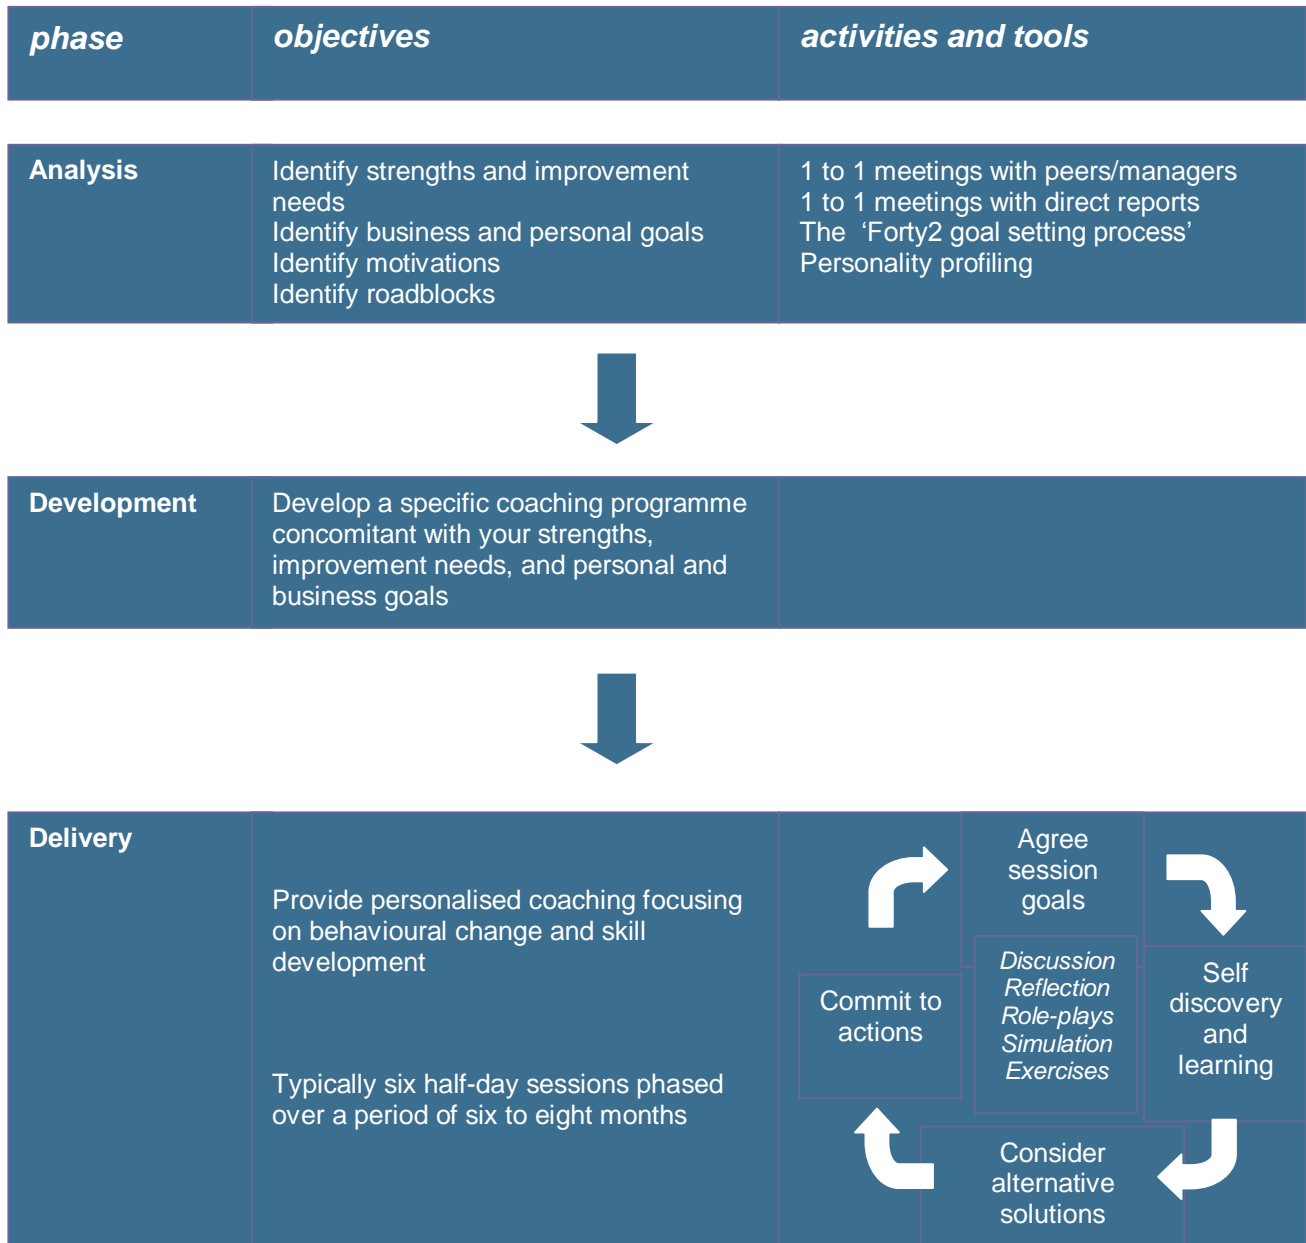 phase
objectives
activities and tools
Analysis
Identify strengths and improvement
needs
Identify business and personal goals
Identify motivations
Identify roadblocks
1 to 1 meetings with peers/managers
1 to 1 meetings with direct reports
The ‘Forty2 goal setting process’
Personality profiling
Development
Develop a specific coaching programme
concomitant with your strengths,
improvement needs, and personal and
business goals
Delivery
Provide personalised coaching focusing
on behavioural change and skill
development
Typically six half-day sessions phased
over a period of six to eight months
Agree
session
goals
Self
discovery
and
learning
Consider
alternative
solutions
Commit to
actions
Discussion
Reflection
Role-plays
Simulation
Exercises